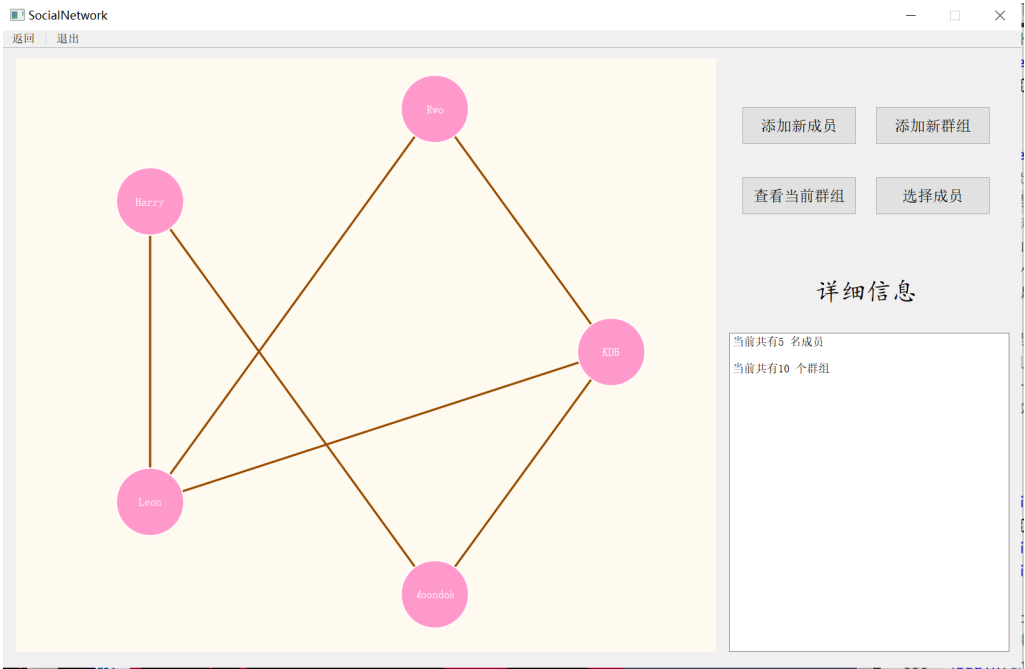 SocialNetwork
返回 退出
Rwo
Harry
KDB
Leon
添加新成员 添加新群组
查看当前群组 选择成员
详细信息
当前共有5 名成员
当前共有10 个群组